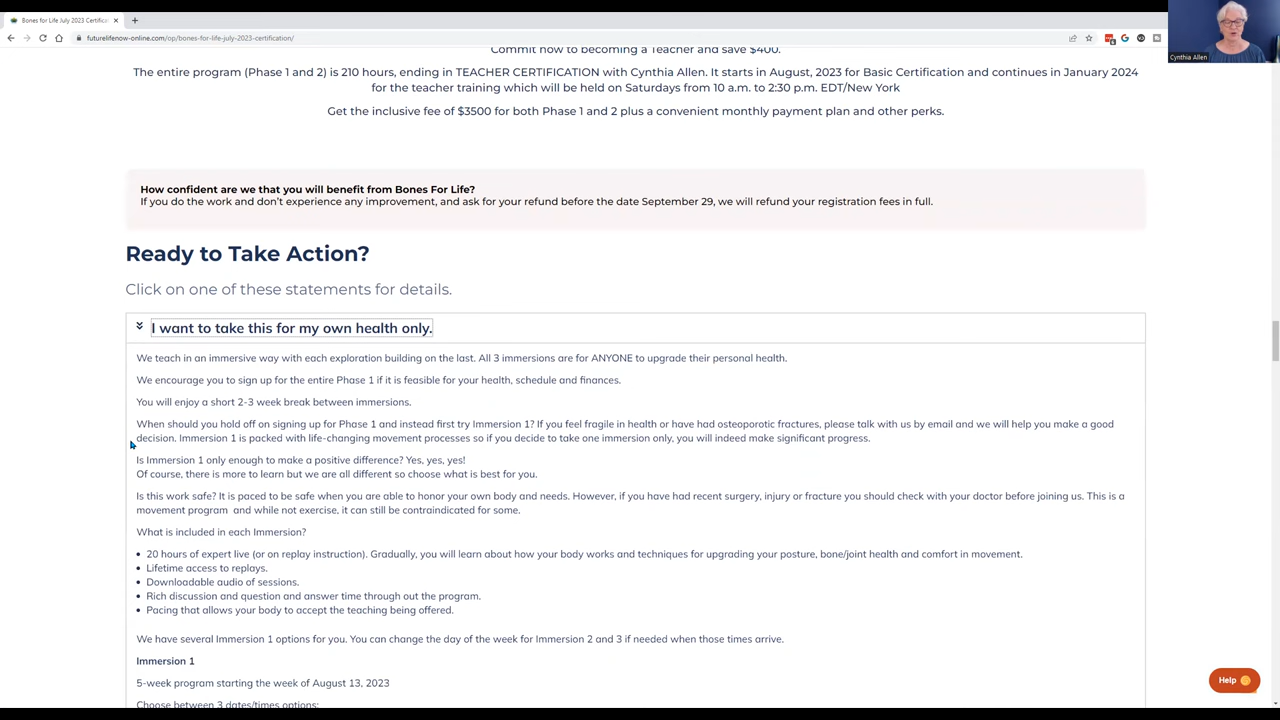 Bones for Life July 2023 Certifica
futurelifenow-online.com/op/bones-for-life-july-2023-certification/
Cynthia Allen
Commit now to becoming a Teacher and save $400.
The entire program (Phase 1 and 2) is 210 hours, ending in TEACHER CERTIFICATION with Cynthia Allen. It starts in August, 2023 for Basic Certification and continues in January 2024
for the teacher training which will be held on Saturdays from 10 a.m. to 2:30 p.m. EDT/New York
Get the inclusive fee of $3500 for both Phase 1 and 2 plus a convenient monthly payment plan and other perks.
How confident are we that you will benefit from Bones For Life?
If you do the work and don't experience any improvement, and ask for your refund before the date September 29, we will refund your registration fees in full.
Ready to Take Action?
Click on one of these statements for details.
I want to take this for my own health only.
We teach in an immersive way with each exploration building on the last. All 3 immersions are for ANYONE to upgrade their personal health.
We encourage you to sign up for the entire Phase 1 if it is feasible for your health, schedule and finances.
You will enjoy a short 2-3 week break between immersions.
When should you hold off on signing up for Phase 1 and instead first try Immersion 1? If you feel fragile in health or have had osteoporotic fractures, please talk with us by email and we will help you make a good
decision. Immersion 1 is packed with life-changing movement processes so if you decide to take one immersion only, you will indeed make significant progress.
Is Immersion 1 only enough to make a positive difference? Yes, yes, yes!
Of course, there is more to learn but we are all different so choose what is best for you.
Is this work safe? It is paced to be safe when you are able to honor your own body and needs. However, if you have had recent surgery, injury or fracture you should check with your doctor before joining us. This is a
movement program and while not exercise, it can still be contraindicated for some.
What is included in each Immersion?
• 20 hours of expert live (or on replay instruction). Gradually, you will learn about how your body works and techniques for upgrading your posture, bone/joint health and comfort in movement.
• Lifetime access to replays.
• Downloadable audio of sessions.
• Rich discussion and question and answer time through out the program.
• Pacing that allows your body to accept the teaching being offered.
We have several Immersion 1 options for you. You can change the day of the week for Immersion 2 and 3 if needed when those times arrive.
Immersion 1
5-week program starting the week of August 13, 2023
Choose between 3 dates/times options:
Help